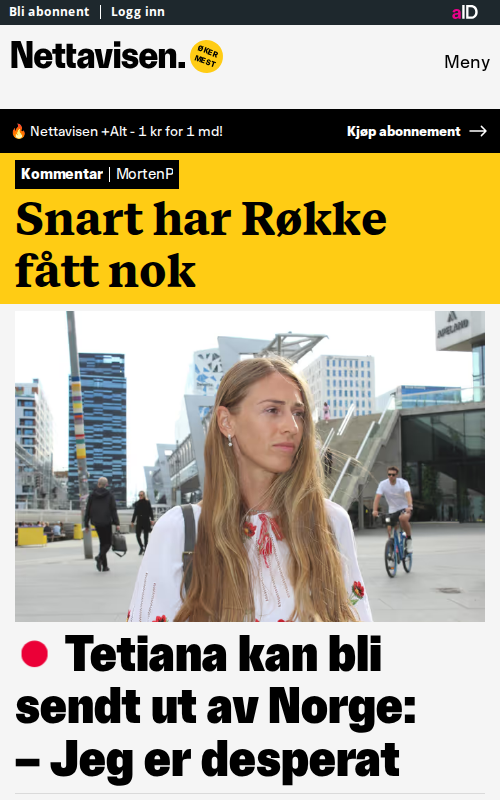 Bli abonnent | Logg inn
aID
Nettavisen.
ØKER
MEST
Meny
🔥 Nettavisen +Alt - 1 kr for 1 md!
Kjøp abonnement →
Kommentar | MortenP
Snart har Røkke
fått nok
APELAND
Tetiana kan bli
sendt ut av Norge:
– Jeg er desperat